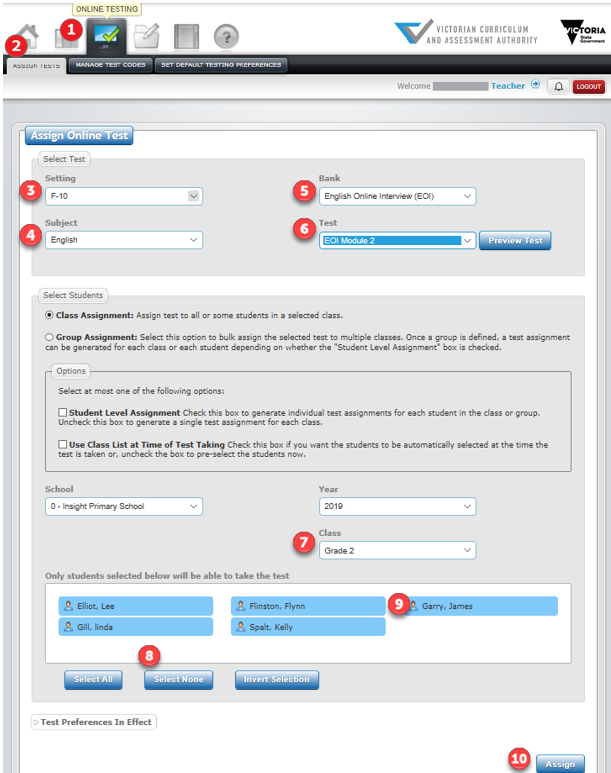 ONLINE TESTING
1
2
?
VICTORIAN CURRICULUM
AND ASSESSMENT AUTHORITY
VICTORIA
State
Government
ASSIGN TESTS
MANAGE TEST CODES
SET DEFAULT TESTING PREFERENCES
Welcome Teacher
LOGOUT
Assign Online Test
Select Test
Setting
Bank
3
F-10
5
English Online Interview (EOI)
Subject
Test
4
English
6
EOI Module 2
Preview Test
Select Students
Class Assignment: Assign test to all or some students in a selected class.
Group Assignment: Select this option to bulk assign the selected test to multiple classes. Once a group is defined, a test assignment
can be generated for each class or each student depending on whether the "Student Level Assignment" box is checked.
Options
Select at most one of the following options:
Student Level Assignment Check this box to generate individual test assignments for each student in the class or group.
Uncheck this box to generate a single test assignment for each class.
Use Class List at Time of Test Taking Check this box if you want the students to be automatically selected at the time the
test is taken or, uncheck the box to pre-select the students now.
School
Year
0 - Insight Primary School
2019
Class
7
Grade 2
Only students selected below will be able to take the test
Elliot, Lee
Flinston, Flynn
9
Garry, James
Gill, linda
Spalt, Kelly
8
Select All
Select None
Invert Selection
Test Preferences In Effect
10
Assign